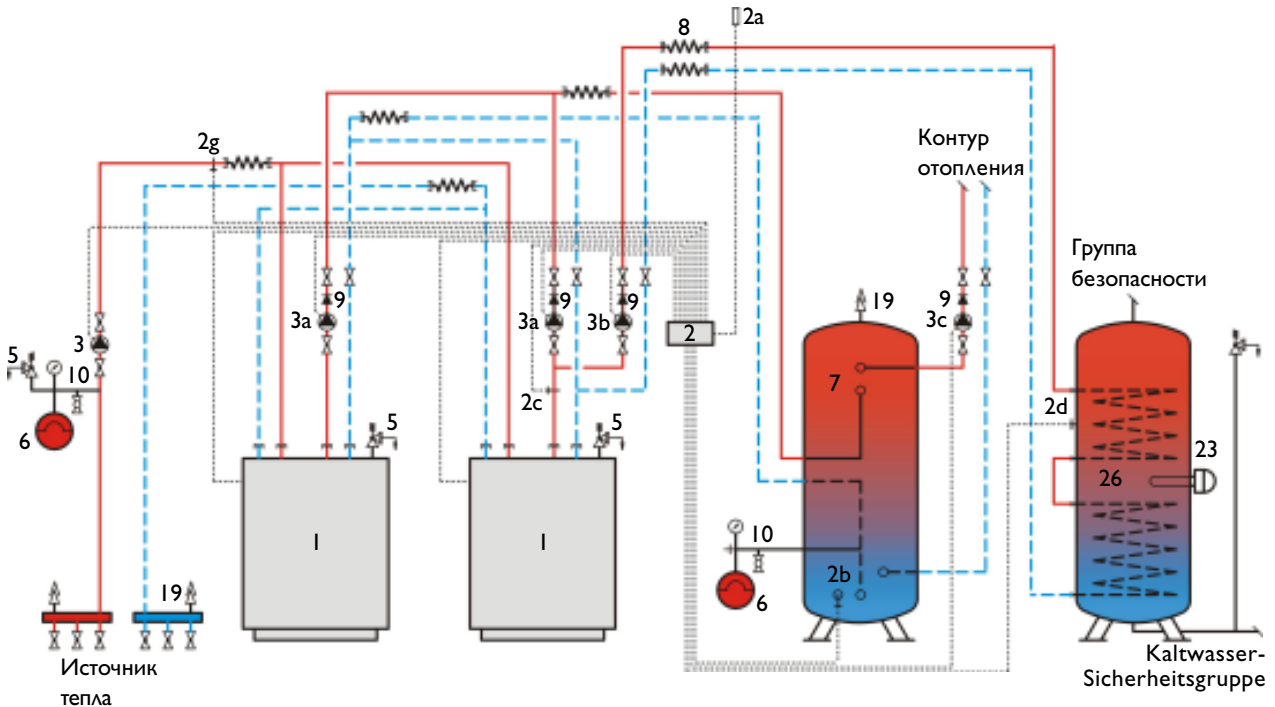 2a
8
Контур
отопления
2g
Группа
безопасности
9
9
9
9
19
3a
3a
3b
3c
2
3
5
10
7
2c
2d
6
5
5
23
26
1
1
10
2b
6
19
Источник
тепла
Kaltwasser-
Sicherheitsgruppe